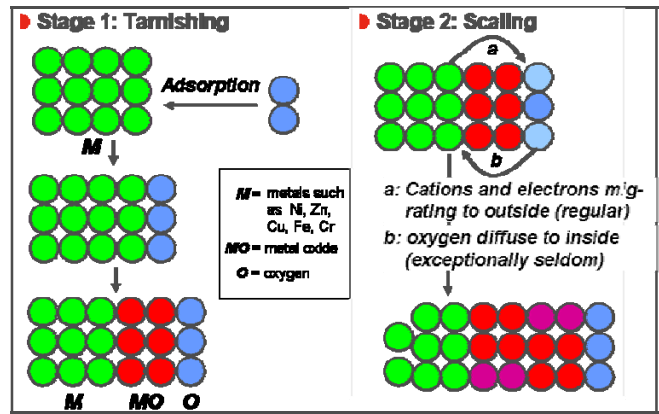 Stage 1: Tarnishing
Adsorption
M
M = metals such
as Ni, Zn,
Cu, Fe, Cr
MO = metal oxide
O = oxygen
M MO O
Stage 2: Scaling
a
b
a: Cations and electrons mig-
rating to outside (regular)
b: oxygen diffuse to inside
(exceptionally seldom)